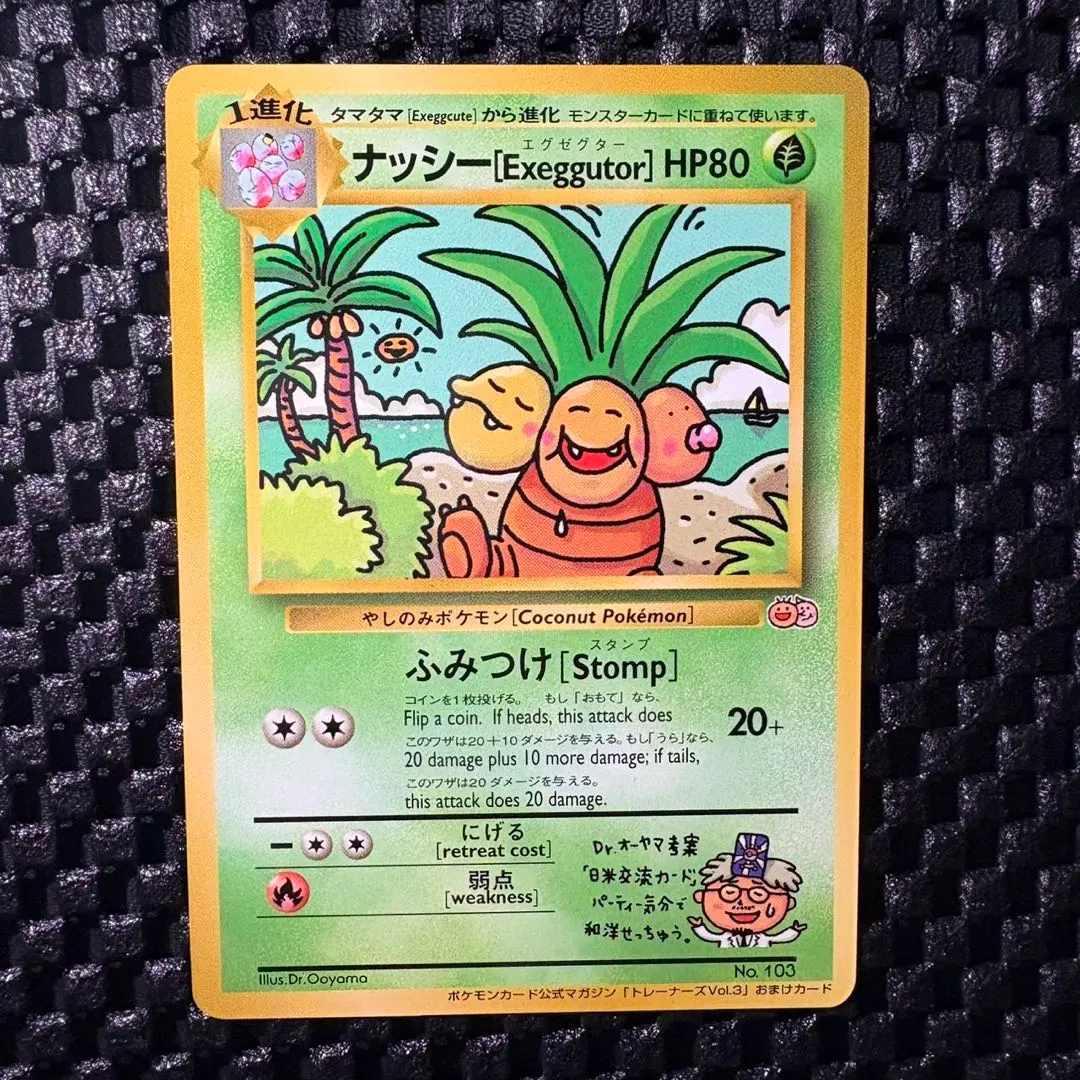 1進化
タマタマ[Exeggcute]から進化 モンスターカードに重ねて使います。
エグゼグター
ナッシー[Exeggutor] HP80
やしのみポケモン[Coconut Pokémon]
スタンプ
ふみつけ[Stomp]
コインを1枚投げる。 もし「おもて」なら、
Flip a coin. If heads, this attack does
20+
このワザは20+10ダメージを与える。もし「うら」なら、
20 damage plus 10 more damage; if tails,
このワザは20ダメージを与える。
this attack does 20 damage.
にげる
[retreat cost]
弱点
[weakness]
Dr.オーヤマ考案
「日米交流カード」
パーティー気分で
和洋せっちゅう。
Illus.Dr.Ooyama
No. 103
ポケモンカード公式マガジン「トレーナーズVol.3」おまけカード